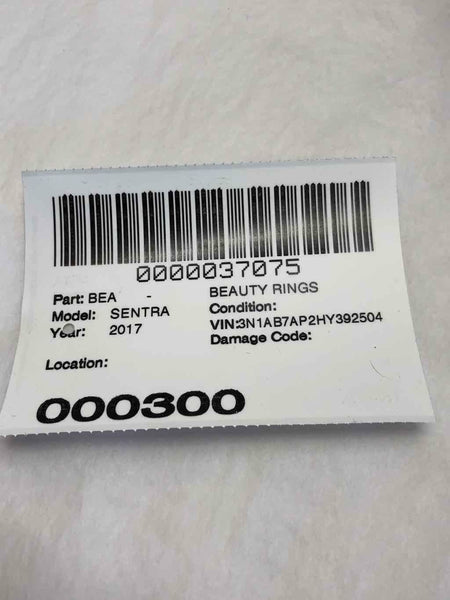 0000037075
Part: BEA - BEAUTY RINGS
Model: SENTRA Condition:
Year: 2017 VIN:3N1AB7AP2HY392504
Damage Code:
Location:
000300